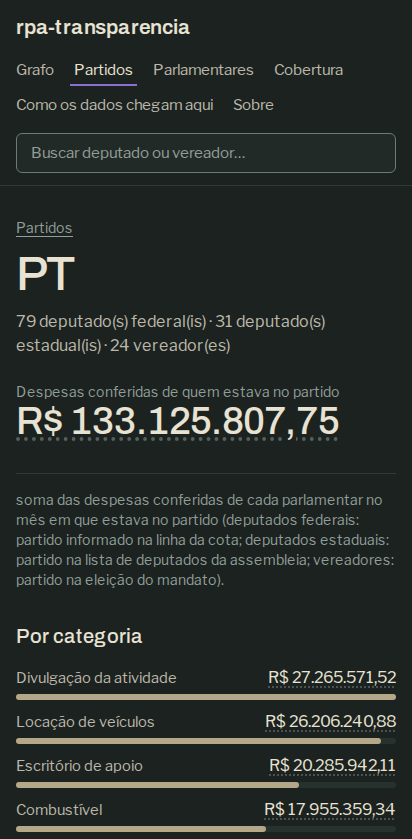 rpa-transparencia
Grafo Partidos Parlamentares Cobertura
Como os dados chegam aqui Sobre
Buscar deputado ou vereador...
Partidos
PT
79 deputado(s) federal(is) · 31 deputado(s)
estadual(is) · 24 vereador(es)
Despesas conferidas de quem estava no partido
R$ 133.125.807,75
soma das despesas conferidas de cada parlamentar no
mês em que estava no partido (deputados federais:
partido informado na linha da cota; deputados estaduais:
partido na lista de deputados da assembleia; vereadores:
partido na eleição do mandato).
Por categoria
Divulgação da atividade R$ 27.265.571,52
Locação de veículos R$ 26.206.240,88
Escritório de apoio R$ 20.285.942,11
Combustível R$ 17.955.359,34